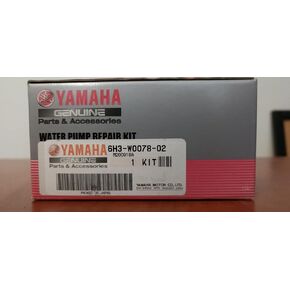 YAMAHA
GENUINE
Parts & Accessories
WATER PUMP REPAIR KIT
YAMAHA 6H3-W0078-02
GENUINE
Parts & Accessories
1 KIT
YAMAHA MOTOR CO., LTD.